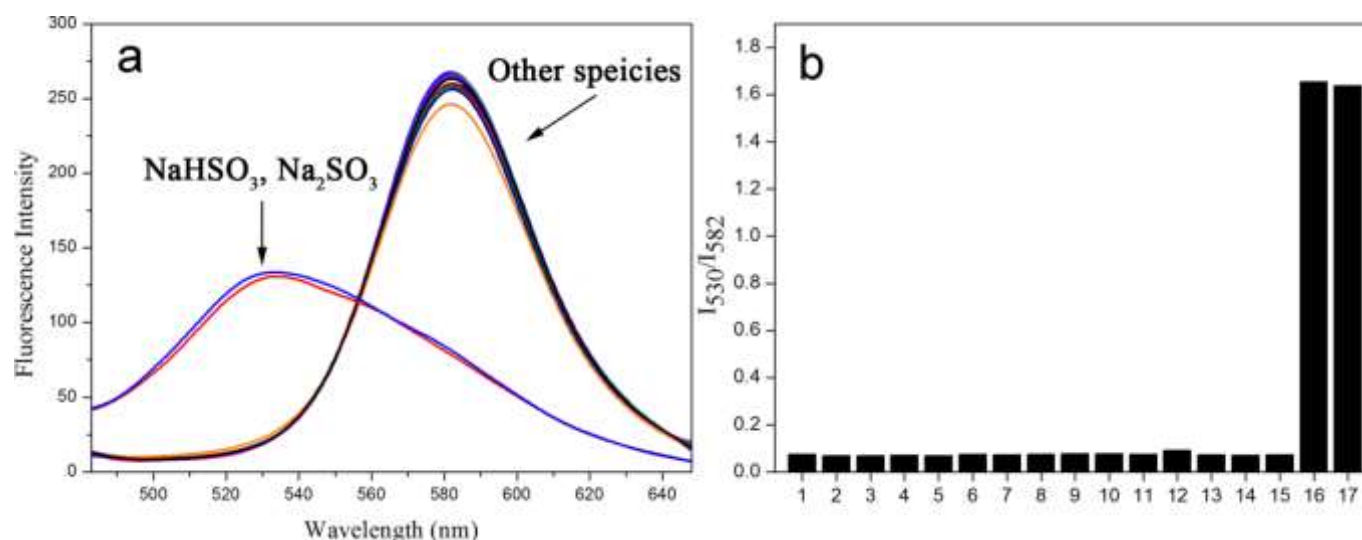 a
Other speicies
NaHSO₃, Na₂SO₃
Fluorescence Intensity
300
250
200
150
100
50
0
500 520 540 560 580 600 620 640
Wavelength (nm)
b
I₅₃₀/I₅₈₂
1.8
1.6
1.4
1.2
1.0
0.8
0.6
0.4
0.2
0.0
1 2 3 4 5 6 7 8 9 10 11 12 13 14 15 16 17